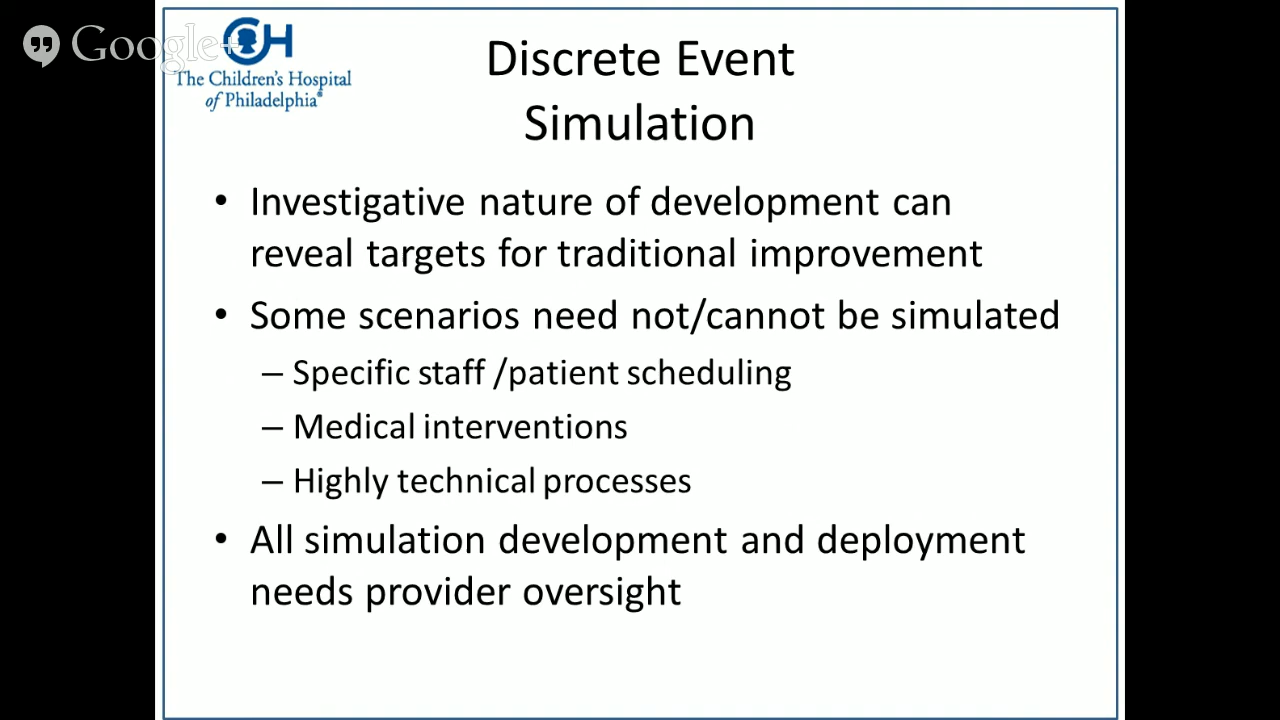 Google+
CH
The Children's Hospital
of Philadelphia®
Discrete Event
Simulation
• Investigative nature of development can
reveal targets for traditional improvement
• Some scenarios need not/cannot be simulated
– Specific staff /patient scheduling
– Medical interventions
– Highly technical processes
• All simulation development and deployment
needs provider oversight